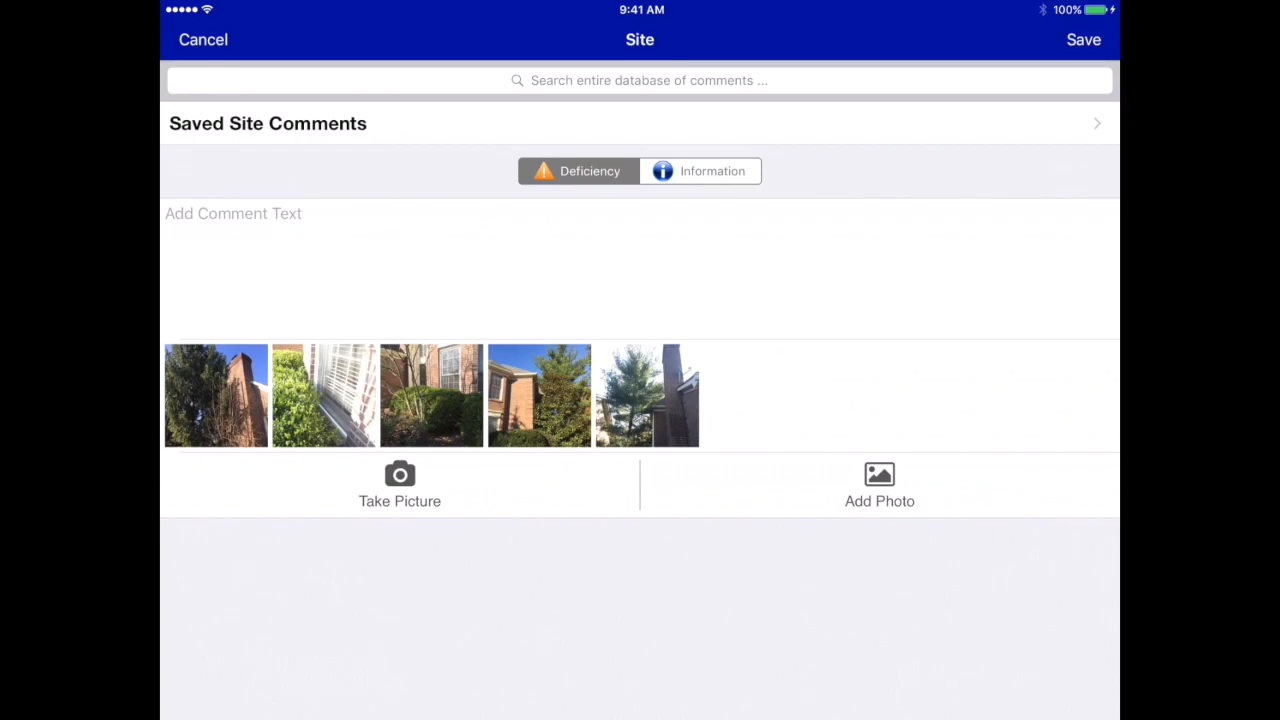 9:41 AM
100%
Cancel
Site
Save
Search entire database of comments ...
Saved Site Comments
Deficiency
Information
Add Comment Text
Take Picture
Add Photo